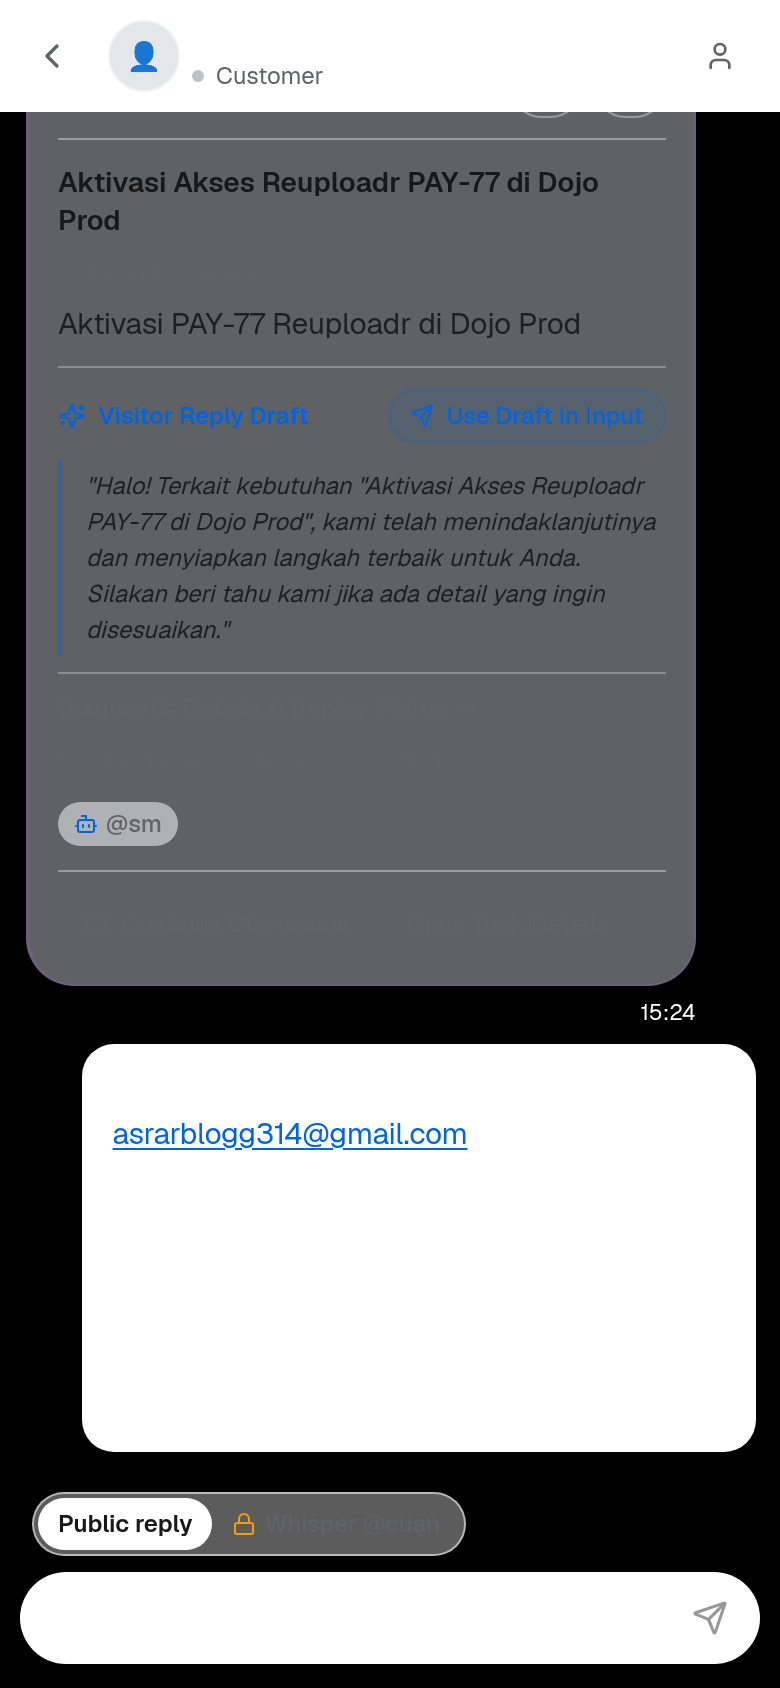 Customer
Aktivasi Akses Reuploadr PAY-77 di Dojo
Prod
Aktivasi PAY-77 Reuploadr di Dojo Prod
Visitor Reply Draft
Use Draft in Input
"Halo! Terkait kebutuhan "Aktivasi Akses Reuploadr
PAY-77 di Dojo Prod", kami telah menindaklanjutinya
dan menyiapkan langkah terbaik untuk Anda.
Silakan beri tahu kami jika ada detail yang ingin
disesuaikan."
@sm
15:24
asrarblogg314@gmail.com
Public reply
Whisper @cuan